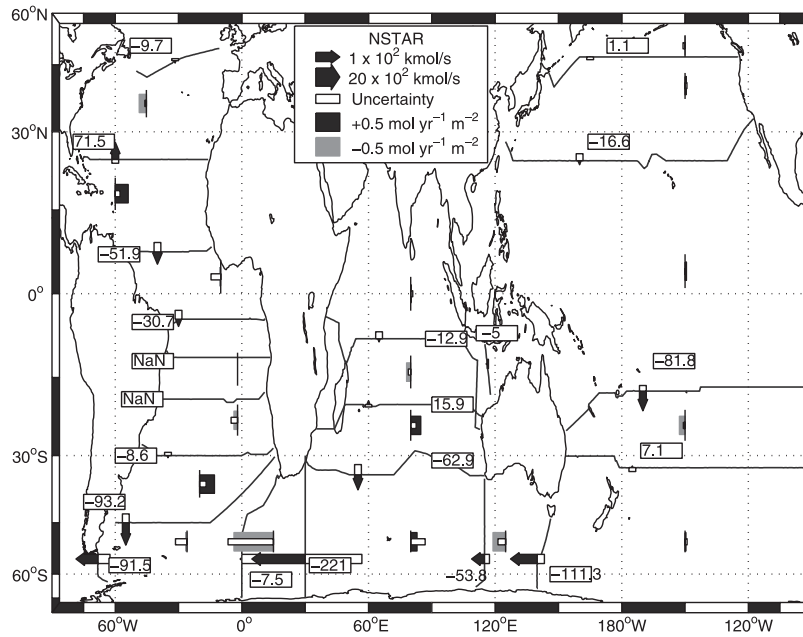 60°N
-9.7
1.1
NSTAR
1 x 10² kmol/s
20 x 10² kmol/s
Uncertainty
+0.5 mol yr⁻¹ m⁻²
−0.5 mol yr⁻¹ m⁻²
30°N
71.5
−16.6
−51.9
0°
−30.7
−12.9
−5
NaN
−81.8
NaN
15.9
30°S
−8.6
−62.9
7.1
−93.2
−91.5
−221
−53.8
−111.3
60°S
−7.5
60°W
0°
60°E
120°E
180°W
120°W